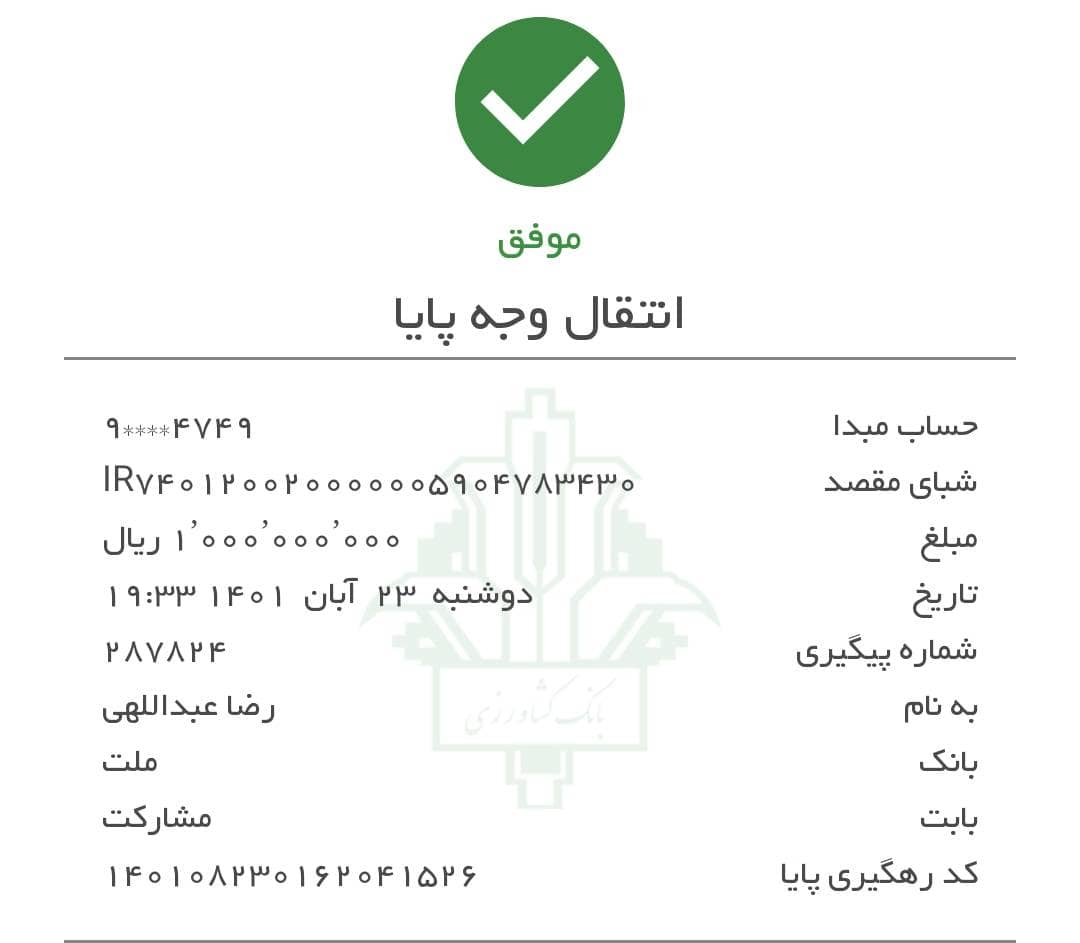 موفق
انتقال وجه پایا
حساب مبدا ۹****۴۷۴۹
شبای مقصد IR۷۴۰۱۲۰۰۲۰۰۰۰۰۰۵۹۰۴۷۸۳۴۳۰
مبلغ ۱٬۰۰۰٬۰۰۰٬۰۰۰ ریال
تاریخ دوشنبه ۲۳ آبان ۱۴۰۱ ۱۹:۳۳
شماره پیگیری ۲۸۷۸۲۴
به نام رضا عبداللهی
بانک کشاورزی
بانک ملت
بابت مشارکت
کد رهگیری پایا ۱۴۰۱۰۸۲۳۰۱۶۲۰۴۱۵۲۶